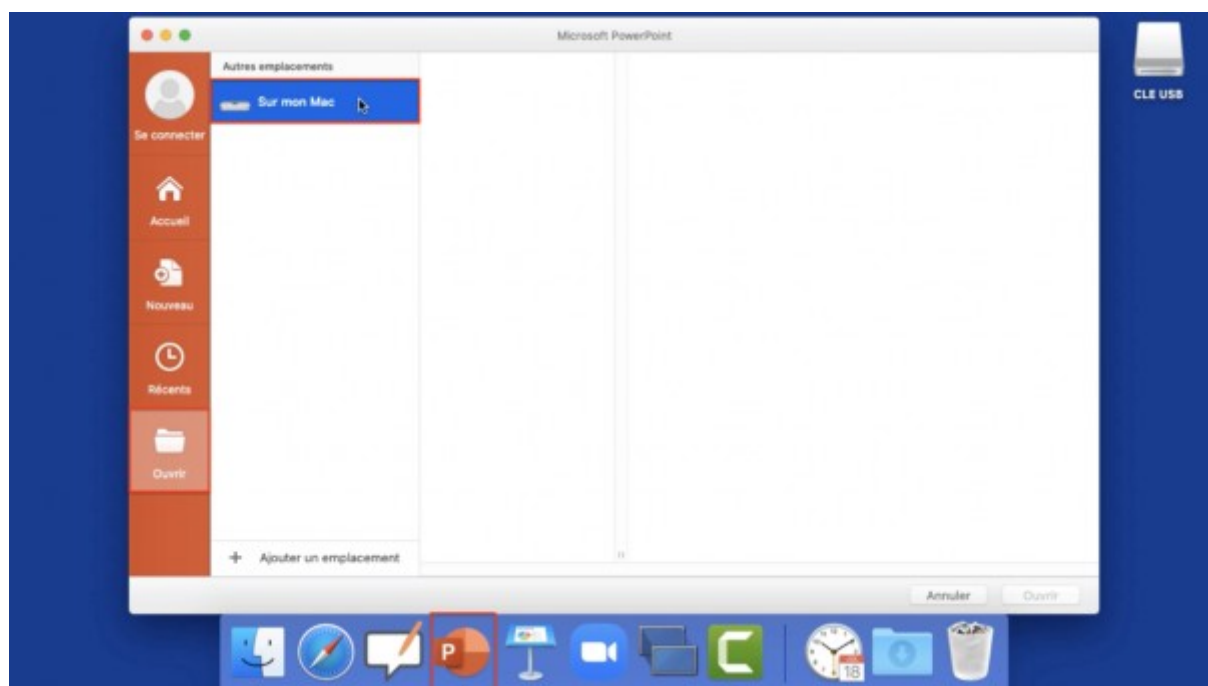 Microsoft PowerPoint
Autres emplacements
Sur mon Mac
CLE USB
Se connecter
Accueil
Nouveau
Récents
Ouvrir
+ Ajouter un emplacement
Annuler
Ouvrir
P
18